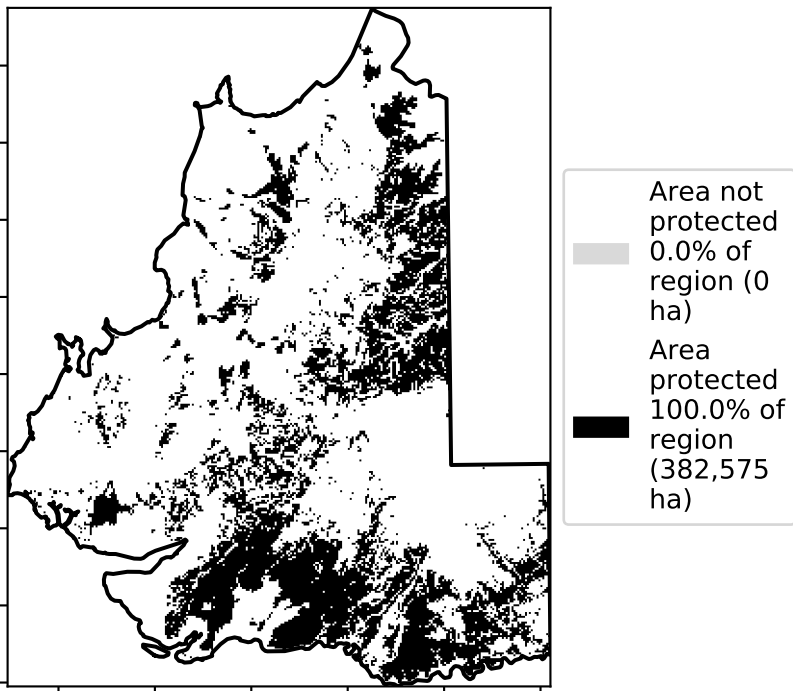 Area not
protected
0.0% of
region (0
ha)
Area
protected
100.0% of
region
(382,575
ha)